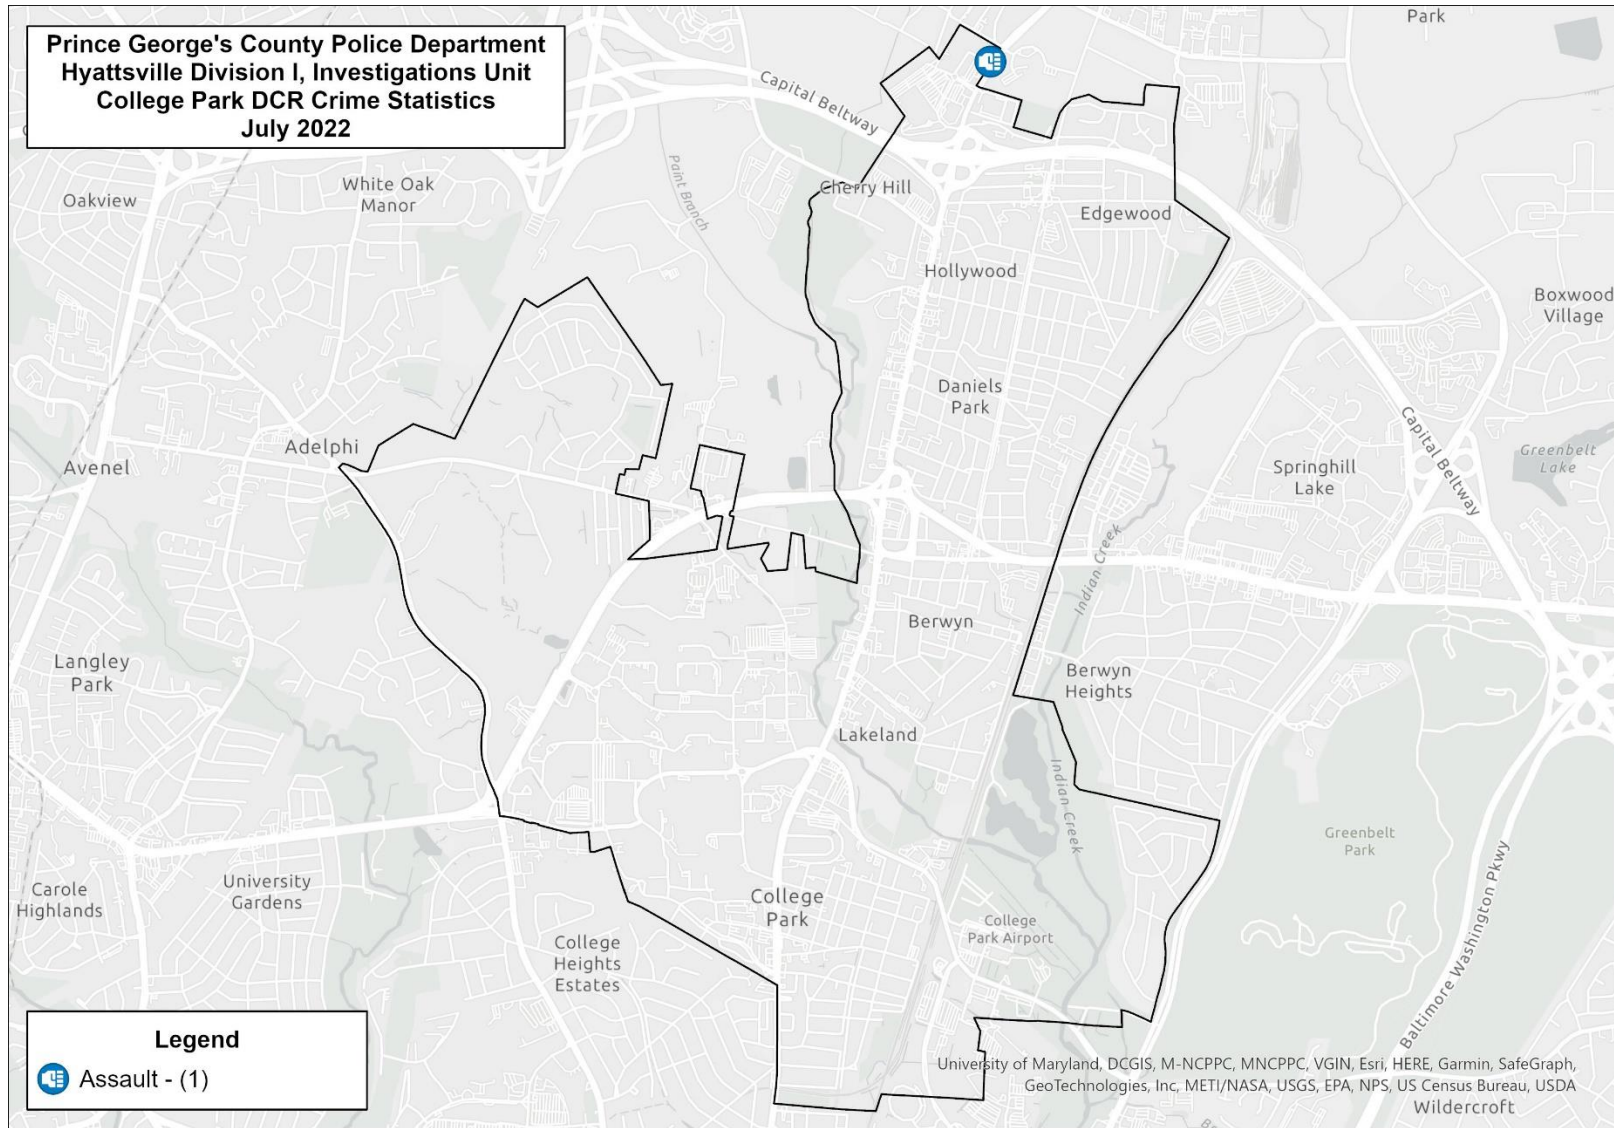 Prince George's County Police Department
Hyattsville Division I, Investigations Unit
College Park DCR Crime Statistics
July 2022
Park
Capital Beltway
Paint Branch
White Oak
Manor
Oakview
Cherry Hill
Edgewood
Hollywood
Boxwood
Village
Daniels
Park
Capital Beltway
Adelphi
Avenel
Springhill
Lake
Greenbelt
Lake
Indian Creek
Berwyn
Langley
Park
Berwyn
Heights
Lakeland
Indian Creek
Greenbelt
Park
Carole
Highlands
University
Gardens
College
Park
College
Park Airport
College
Heights
Estates
Baltimore Washington Pkwy
Legend
Assault - (1)
University of Maryland, DCGIS, M-NCPPC, MNCPPC, VGIN, Esri, HERE, Garmin, SafeGraph,
GeoTechnologies, Inc, METI/NASA, USGS, EPA, NPS, US Census Bureau, USDA
Wildercroft